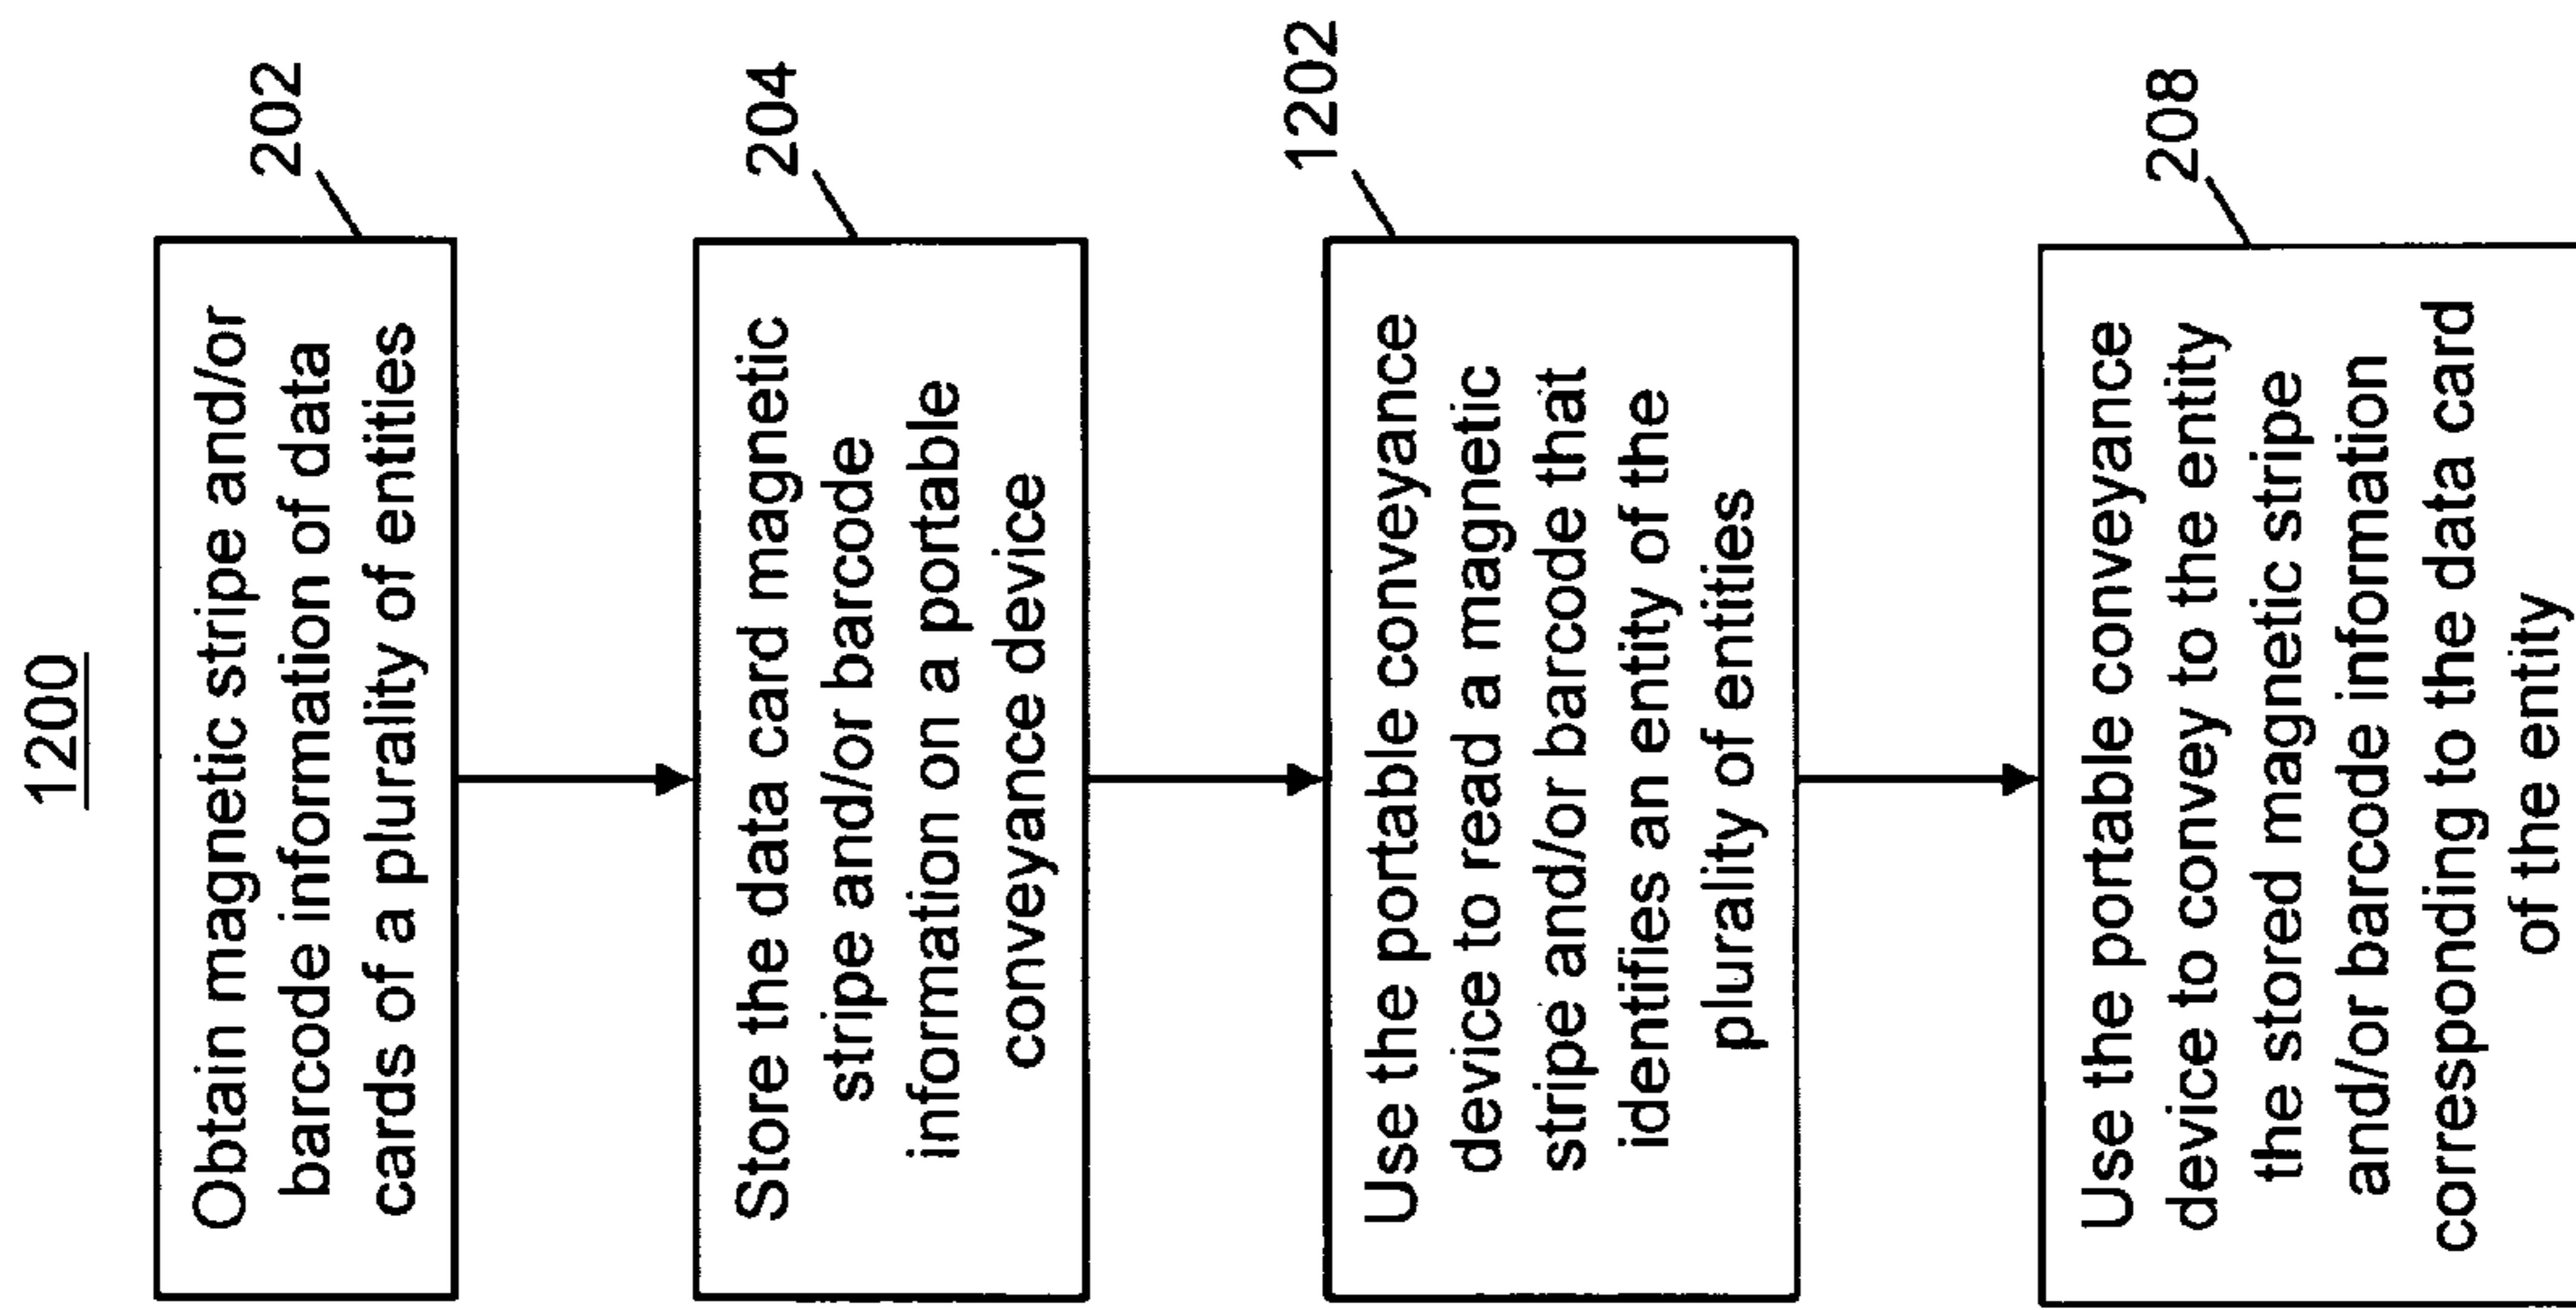 1200
202
Obtain magnetic stripe and/or
barcode information of data
cards of a plurality of entities
204
Store the data card magnetic
stripe and/or barcode
information on a portable
conveyance device
1202
Use the portable conveyance
device to read a magnetic
stripe and/or barcode that
identifies an entity of the
plurality of entities
208
Use the portable conveyance
device to convey to the entity
the stored magnetic stripe
and/or barcode information
corresponding to the data card
of the entity